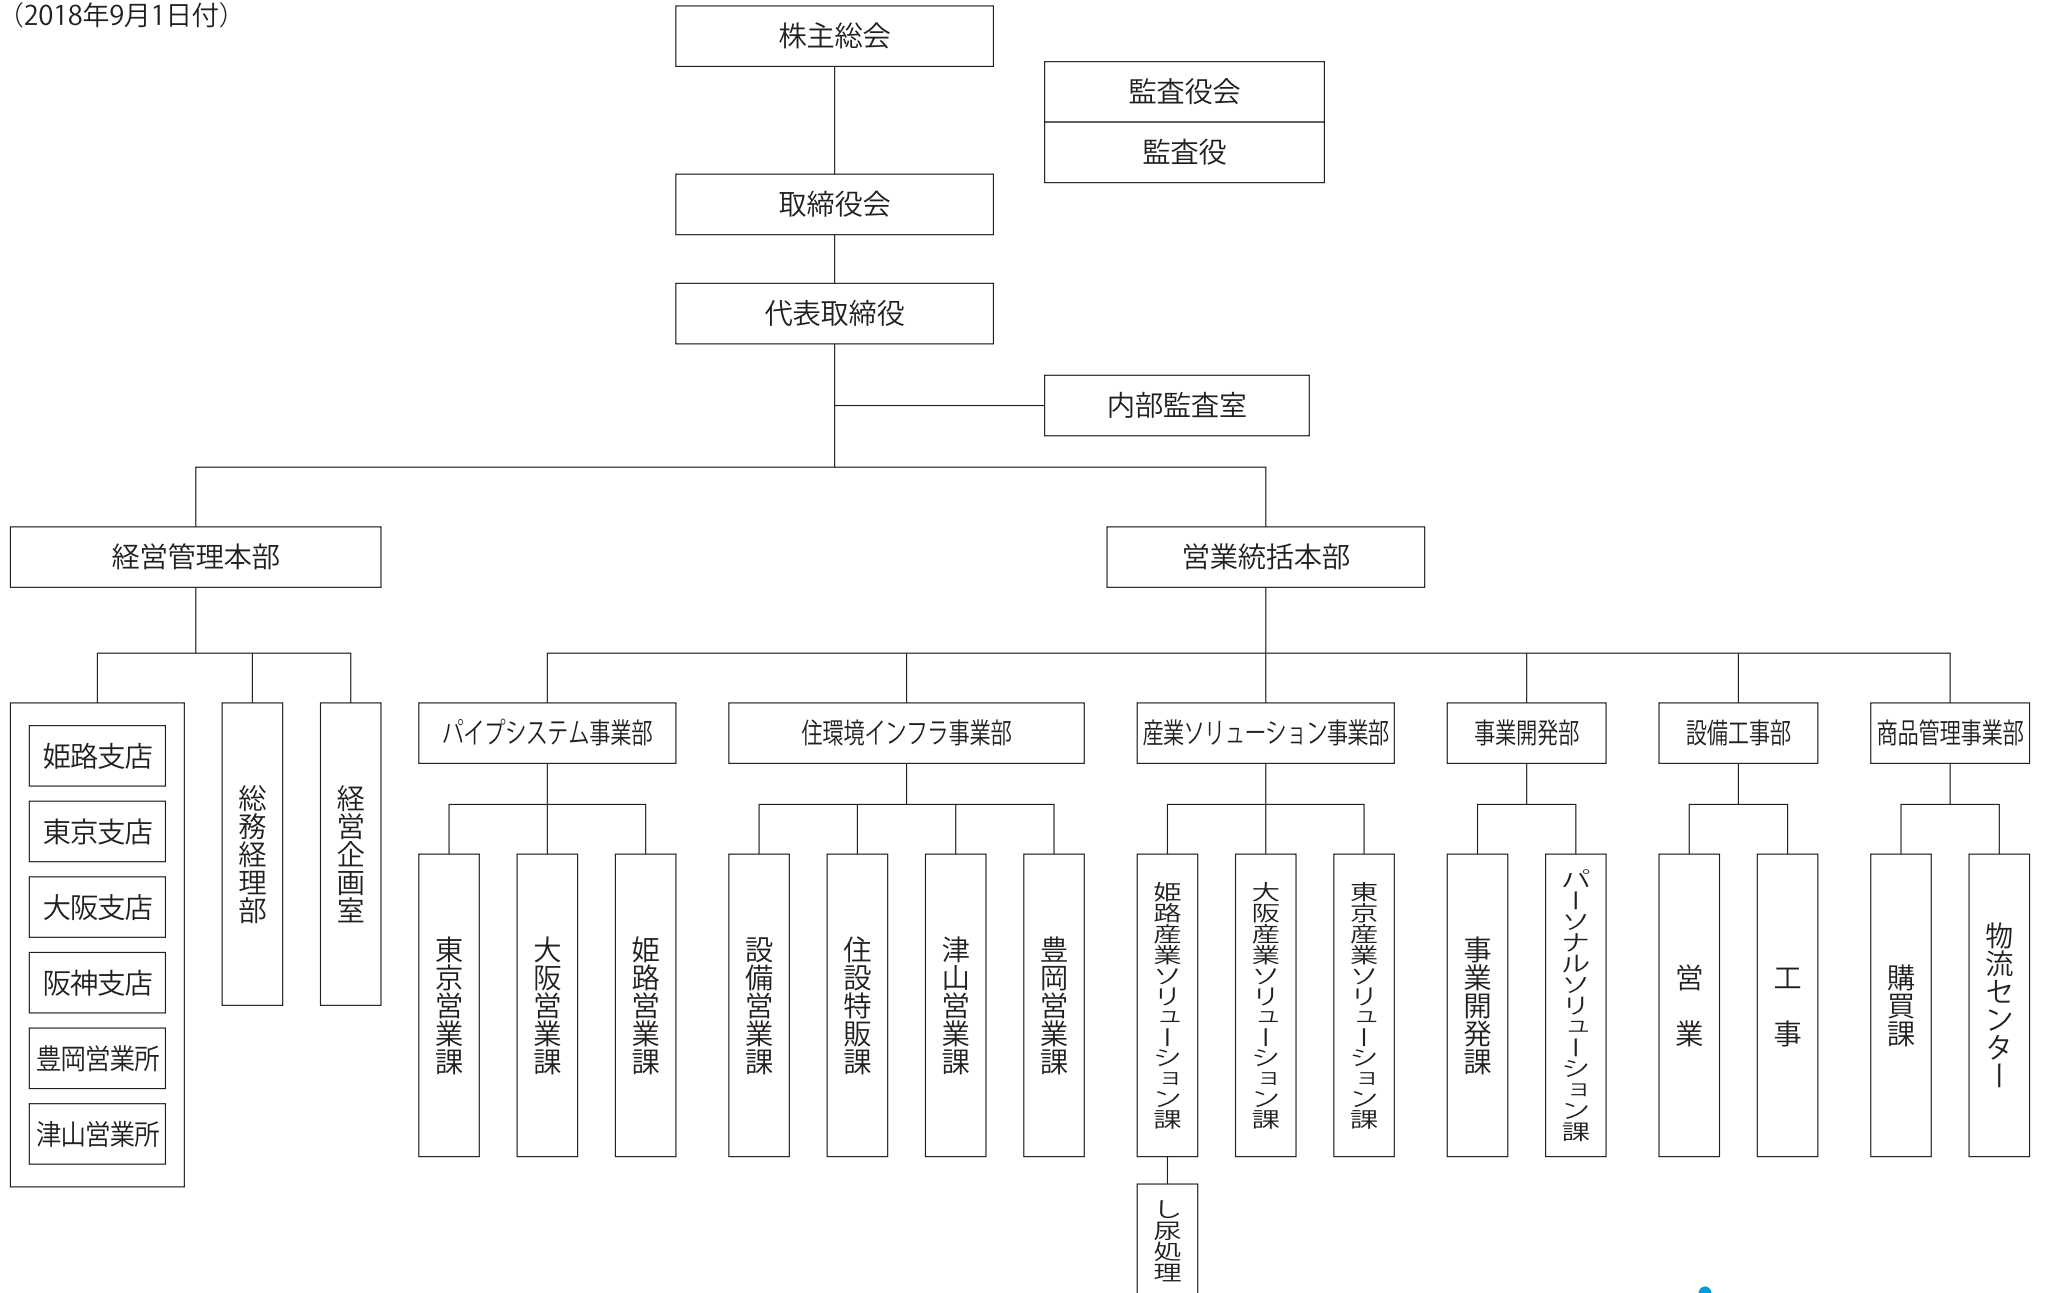 （2018年9月1日付）
株主総会
監査役会
監査役
取締役会
代表取締役
内部監査室
経営管理本部
営業統括本部
姫路支店
東京支店
大阪支店
阪神支店
豊岡営業所
津山営業所
総務経理部
経営企画室
パイプシステム事業部
住環境インフラ事業部
産業ソリューション事業部
事業開発部
設備工事部
商品管理事業部
東京営業課
大阪営業課
姫路営業課
設備営業課
住設特販課
津山営業課
豊岡営業課
姫路産業ソリューション課
大阪産業ソリューション課
東京産業ソリューション課
事業開発課
パーソナルソリューション課
営業
工事
購買課
物流センター
し尿処理